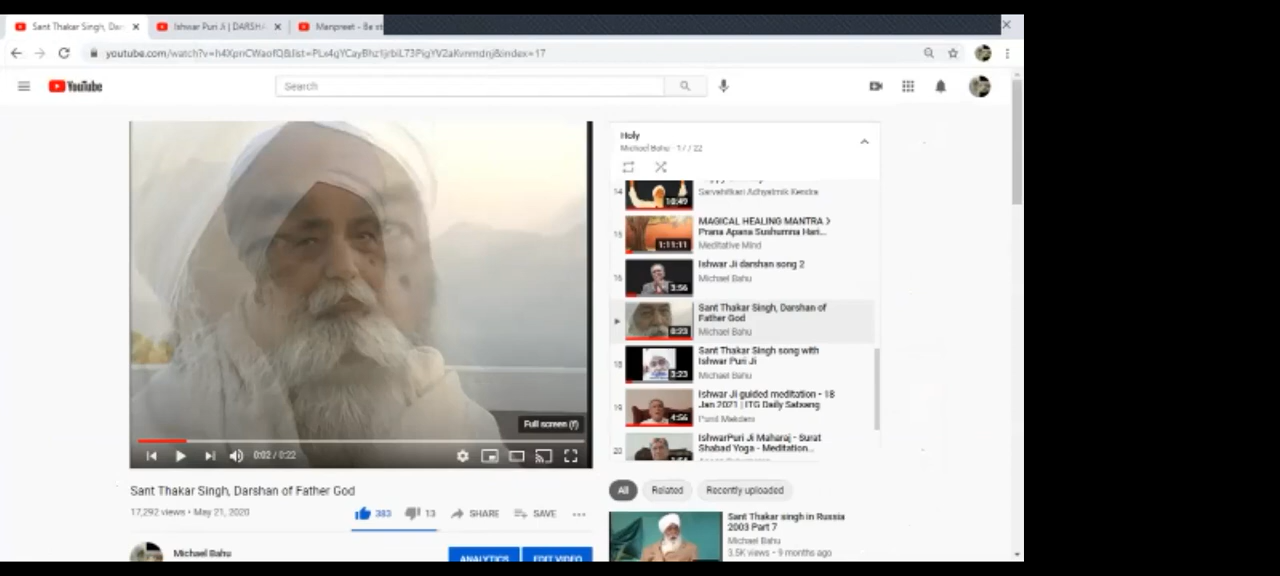 Sant Thakar Singh, Dar
Ishwar Puri Ji | DARSHA
Manpreet - Be st
youtube.com/watch?v=h4XpnCWaofQ&list=
index=17
YouTube
Search
Full screen (f)
0:02 / 0:22
Sant Thakar Singh, Darshan of Father God
17,292 views • May 21, 2020
383
13
SHARE
SAVE
Michael Bahu
ANALYTICS
EDIT VIDEO
Holy
Michael Bahu - 17 / 22
14
10:49
Sarvahitkari Adhyatmik Kendra
15
1:11:11
MAGICAL HEALING MANTRA
Prana Apana Sushumna Hari...
Meditative Mind
16
3:56
Ishwar Ji darshan song 2
Michael Bahu
0:23
Sant Thakar Singh, Darshan of
Father God
Michael Bahu
18
3:23
Sant Thakar Singh song with
Ishwar Puri Ji
Michael Bahu
19
4:56
Ishwar Ji guided meditation - 18
Jan 2021 | ITG Daily Satsang
20
IshwarPuri Ji Maharaj - Surat
Shabad Yoga - Meditation...
All
Related
Recently uploaded
Sant Thakar singh in Russia
2003 Part 7
Michael Bahu
3.5K views • 9 months ago